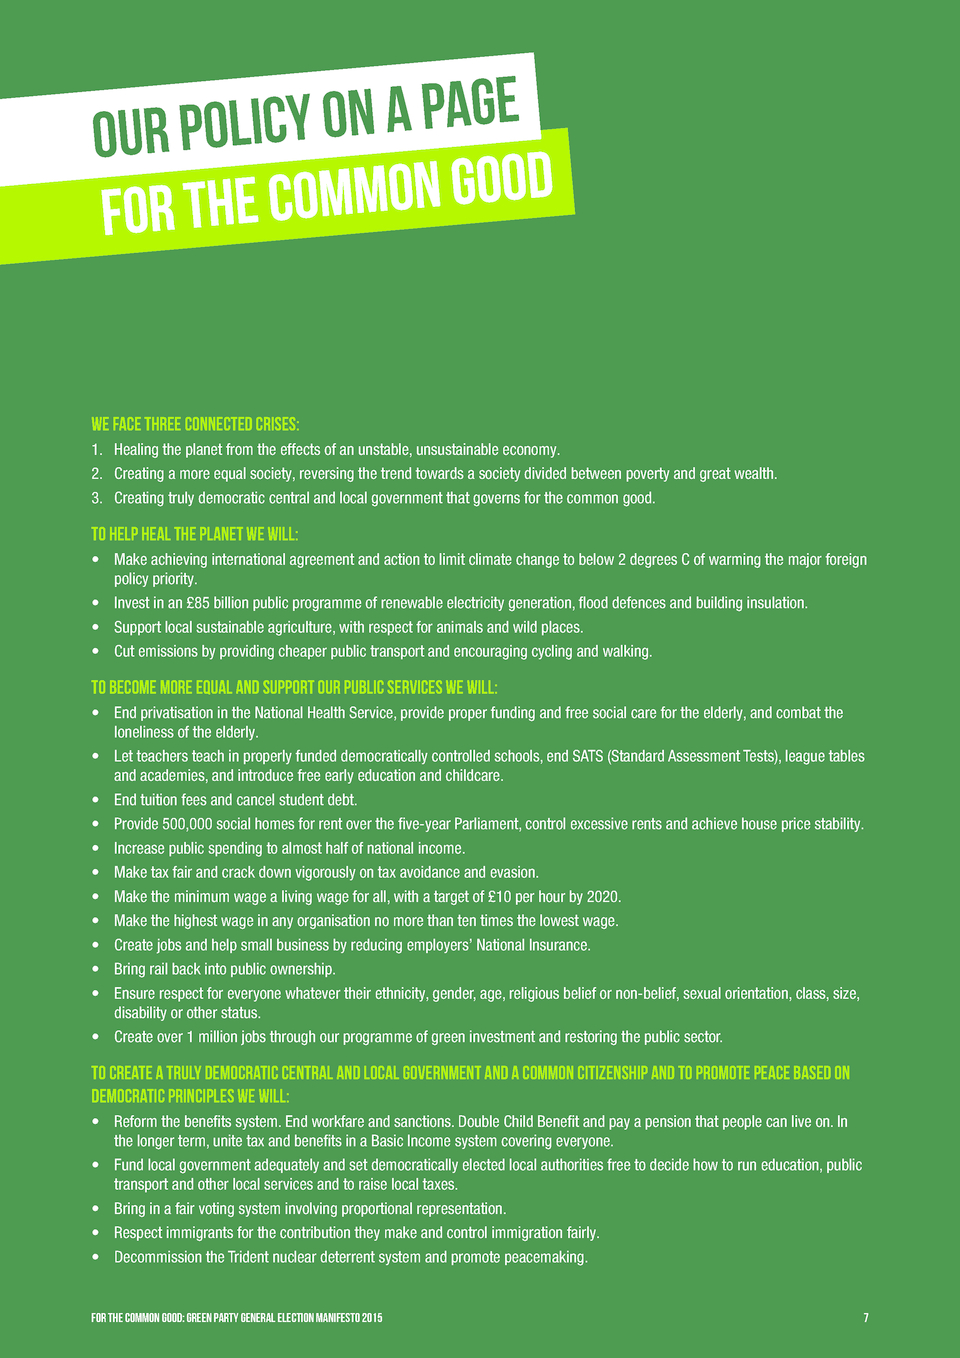 OUR POLICY ON A PAGE
FOR THE COMMON GOOD
WE FACE THREE CONNECTED CRISES:
1. Healing the planet from the effects of an unstable, unsustainable economy.
2. Creating a more equal society, reversing the trend towards a society divided between poverty and great wealth.
3. Creating truly democratic central and local government that governs for the common good.
TO HELP HEAL THE PLANET WE WILL:
• Make achieving international agreement and action to limit climate change to below 2 degrees C of warming the major foreign
policy priority.
• Invest in an £85 billion public programme of renewable electricity generation, flood defences and building insulation.
• Support local sustainable agriculture, with respect for animals and wild places.
• Cut emissions by providing cheaper public transport and encouraging cycling and walking.
TO BECOME MORE EQUAL AND SUPPORT OUR PUBLIC SERVICES WE WILL:
• End privatisation in the National Health Service, provide proper funding and free social care for the elderly, and combat the
loneliness of the elderly.
• Let teachers teach in properly funded democratically controlled schools, end SATS (Standard Assessment Tests), league tables
and academies, and introduce free early education and childcare.
• End tuition fees and cancel student debt.
• Provide 500,000 social homes for rent over the five-year Parliament, control excessive rents and achieve house price stability.
• Increase public spending to almost half of national income.
• Make tax fair and crack down vigorously on tax avoidance and evasion.
• Make the minimum wage a living wage for all, with a target of £10 per hour by 2020.
• Make the highest wage in any organisation no more than ten times the lowest wage.
• Create jobs and help small business by reducing employers' National Insurance.
• Bring rail back into public ownership.
• Ensure respect for everyone whatever their ethnicity, gender, age, religious belief or non-belief, sexual orientation, class, size,
disability or other status.
• Create over 1 million jobs through our programme of green investment and restoring the public sector.
TO CREATE A TRULY DEMOCRATIC CENTRAL AND LOCAL GOVERNMENT AND A COMMON CITIZENSHIP AND TO PROMOTE PEACE BASED ON
DEMOCRATIC PRINCIPLES WE WILL:
• Reform the benefits system. End workfare and sanctions. Double Child Benefit and pay a pension that people can live on. In
the longer term, unite tax and benefits in a Basic Income system covering everyone.
• Fund local government adequately and set democratically elected local authorities free to decide how to run education, public
transport and other local services and to raise local taxes.
• Bring in a fair voting system involving proportional representation.
• Respect immigrants for the contribution they make and control immigration fairly.
• Decommission the Trident nuclear deterrent system and promote peacemaking.
FOR THE COMMON GOOD: GREEN PARTY GENERAL ELECTION MANIFESTO 2015 7